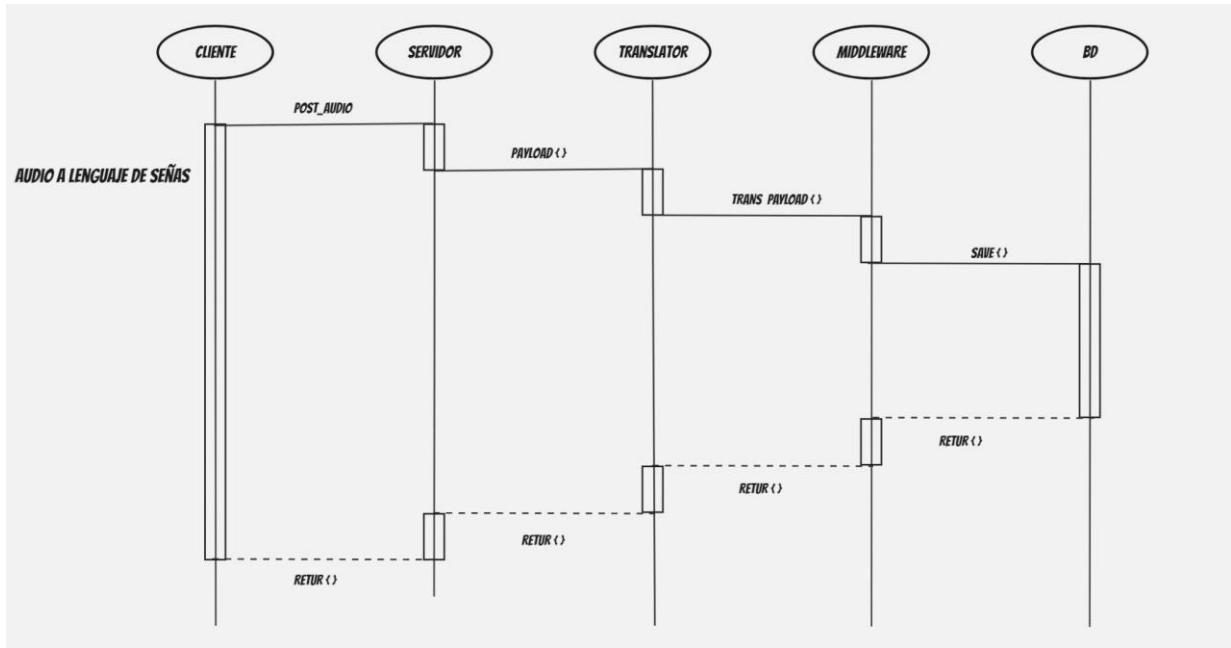 CLIENTE
SERVIDOR
TRANSLATOR
MIDDLEWARE
BD
POST_AUDIO
PAYLOAD { }
AUDIO A LENGUAJE DE SEÑAS
TRANS PAYLOAD { }
SAVE { }
RETUR { }
RETUR { }
RETUR { }
RETUR { }